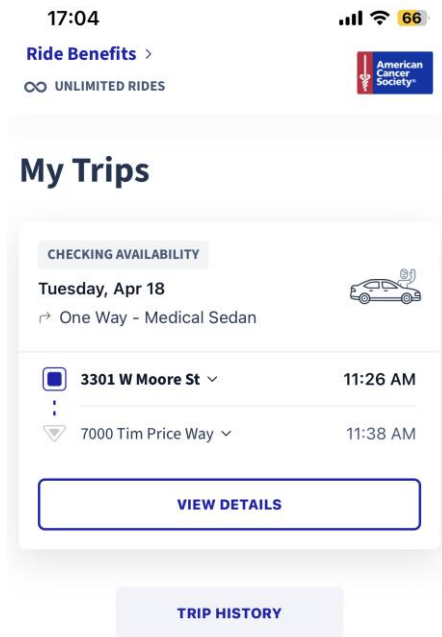 17:04
66
Ride Benefits
UNLIMITED RIDES
American
Cancer
Society®
My Trips
CHECKING AVAILABILITY
Tuesday, Apr 18
One Way - Medical Sedan
3301 W Moore St 11:26 AM
7000 Tim Price Way 11:38 AM
VIEW DETAILS
TRIP HISTORY